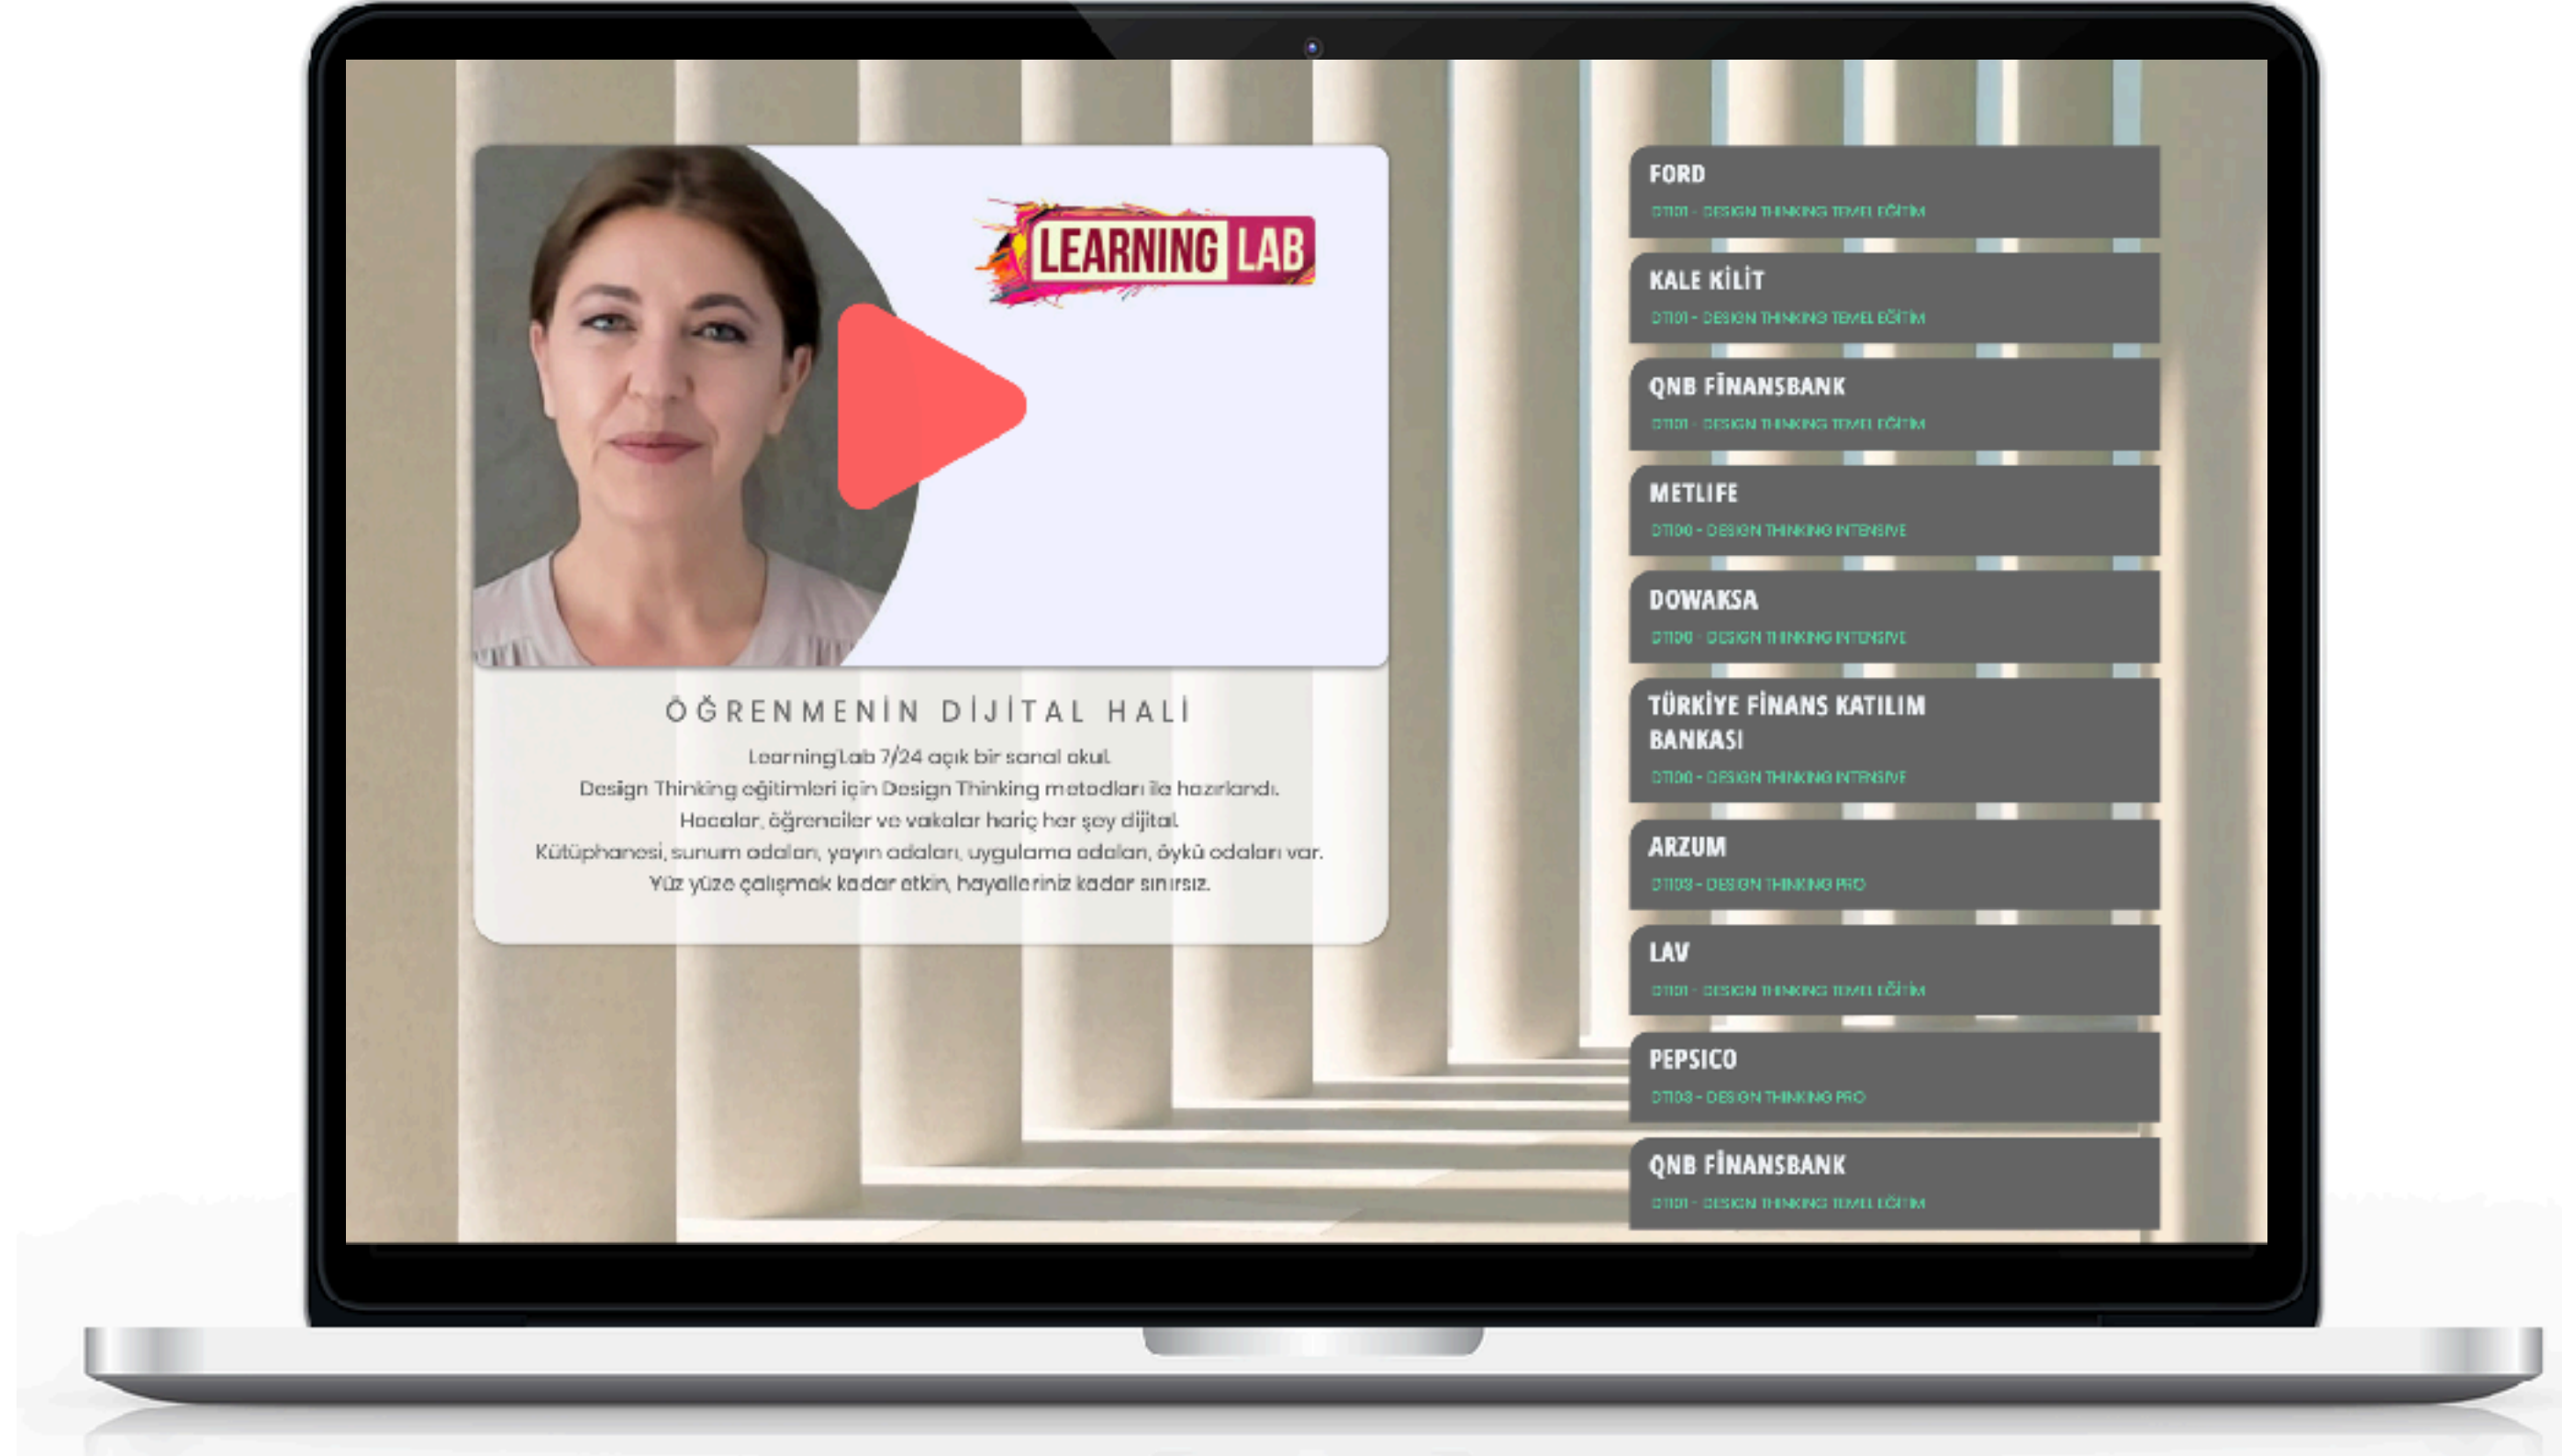 LEARNING LAB
ÖĞRENMENİN DİJİTAL HALİ
LearningLab 7/24 açık bir sanal okul.
Design Thinking eğitimleri için Design Thinking metodları ile hazırlandı.
Hocalar, öğrenciler ve vakalar hariç her şey dijital.
Kütüphanesi, sunum odaları, yayın odaları, uygulama odaları, öykü odaları var.
Yüz yüze çalışmak kadar etkin, hayalleriniz kadar sınırsız.
FORD
DT101 - DESIGN THINKING TEMEL EĞİTİM
KALE KİLİT
DT101 - DESIGN THINKING TEMEL EĞİTİM
QNB FİNANSBANK
DT101 - DESIGN THINKING TEMEL EĞİTİM
METLIFE
DT100 - DESIGN THINKING INTENSIVE
DOWAKSA
DT100 - DESIGN THINKING INTENSIVE
TÜRKİYE FİNANS KATILIM
BANKASI
DT100 - DESIGN THINKING INTENSIVE
ARZUM
DT103 - DESIGN THINKING PRO
LAV
DT101 - DESIGN THINKING TEMEL EĞİTİM
PEPSICO
DT103 - DESIGN THINKING PRO
QNB FİNANSBANK
DT101 - DESIGN THINKING TEMEL EĞİTİM